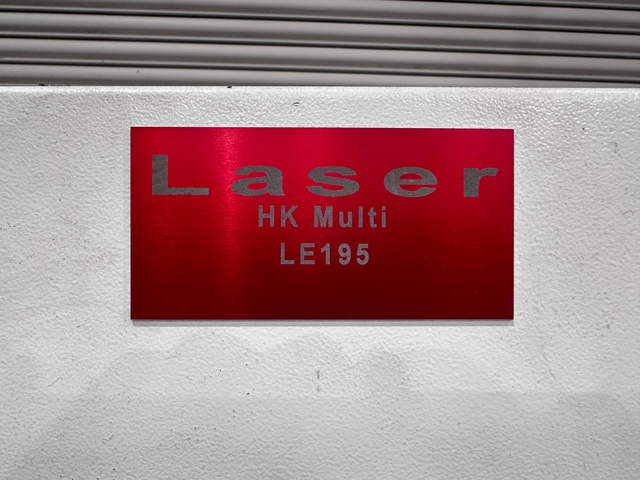 Laser
HK Multi
LE195